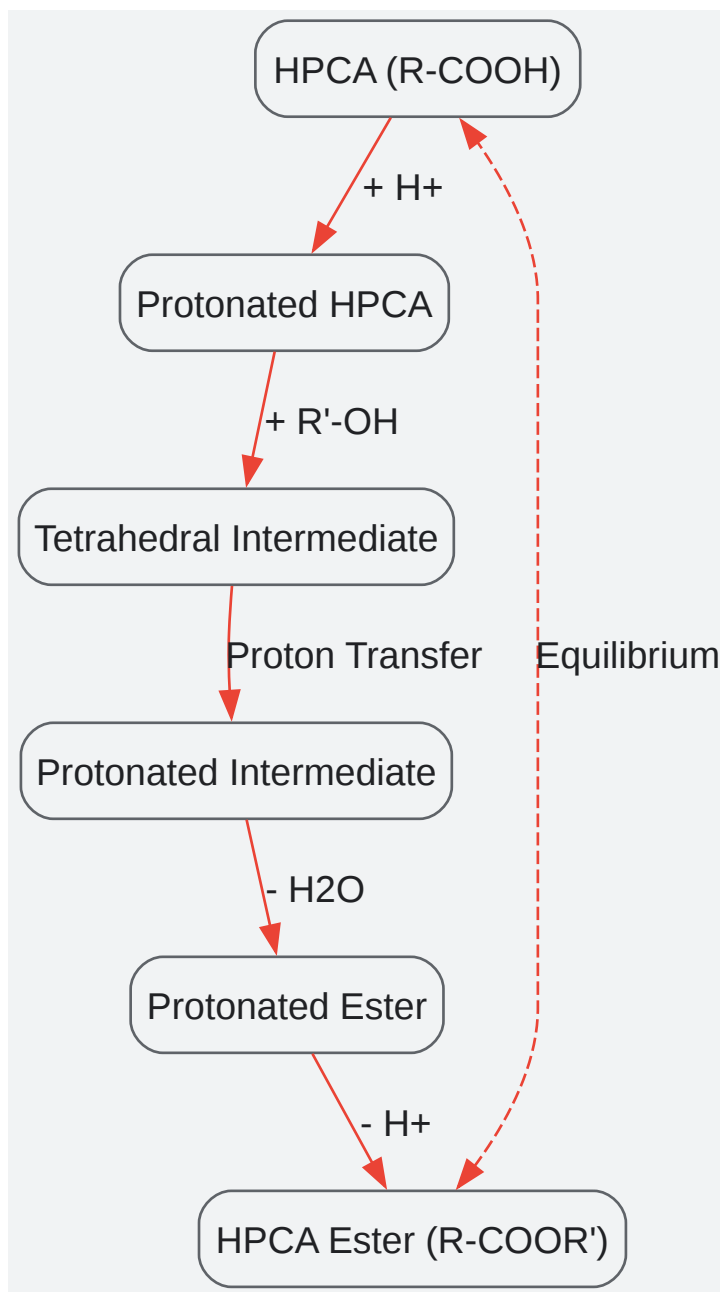 HPCA (R-COOH)
+ H+
Protonated HPCA
+ R'-OH
Tetrahedral Intermediate
Proton Transfer
Equilibrium
Protonated Intermediate
- H2O
Protonated Ester
- H+
HPCA Ester (R-COOR')